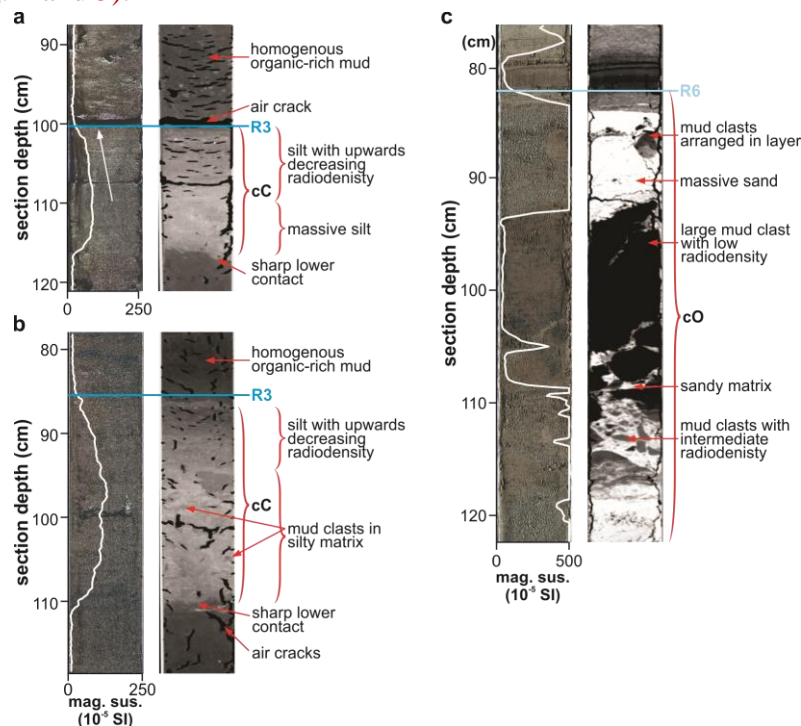 a
90
100
110
120
section depth (cm)
0
250
homogenous
organic-rich mud
air crack
R3
silt with upwards
decreasing
radiodenisty
cC
massive silt
sharp lower
contact
b
80
90
100
110
section depth (cm)
0
250
mag. sus.
(10-5 SI)
homogenous
organic-rich mud
R3
silt with upwards
decreasing
radiodensity
cC
mud clasts in
silty matrix
sharp lower
contact
air cracks
c
(cm)
80
90
100
110
120
section depth (cm)
0
500
mag. sus.
(10-5 SI)
R6
mud clasts
arranged in layer
massive sand
large mud clast
with low
radiodensity
cO
sandy matrix
mud clasts with
intermediate
radiodenisty